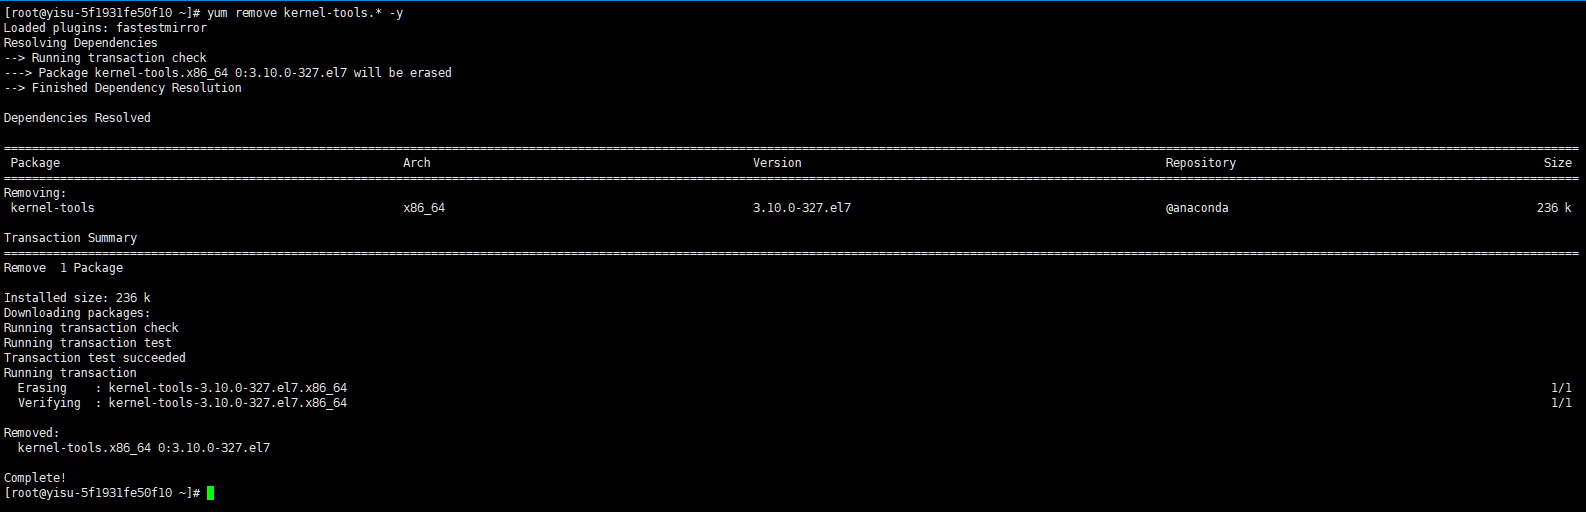 [root@yisu-5f1931fe50f10 ~]# yum remove kernel-tools.* -y
Loaded plugins: fastestmirror
Resolving Dependencies
--> Running transaction check
---> Package kernel-tools.x86_64 0:3.10.0-327.el7 will be erased
--> Finished Dependency Resolution
Dependencies Resolved
Package Arch Version Repository Size
Removing:
kernel-tools x86_64 3.10.0-327.el7 @anaconda 236 k
Transaction Summary
Remove  1 Package
Installed size: 236 k
Downloading packages:
Running transaction check
Running transaction test
Transaction test succeeded
Running transaction
Erasing    : kernel-tools-3.10.0-327.el7.x86_64 1/1
Verifying  : kernel-tools-3.10.0-327.el7.x86_64 1/1
Removed:
kernel-tools.x86_64 0:3.10.0-327.el7
Complete!
[root@yisu-5f1931fe50f10 ~]#